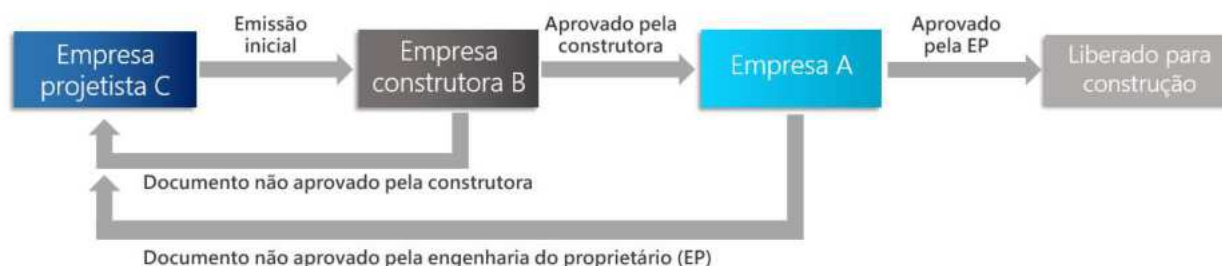 Emissão
inicial
Aprovado pela
construtora
Aprovado
pela EP
Empresa
projetista C
Empresa
construtora B
Empresa A
Liberado para
construção
Documento não aprovado pela construtora
Documento não aprovado pela engenharia do proprietário (EP)